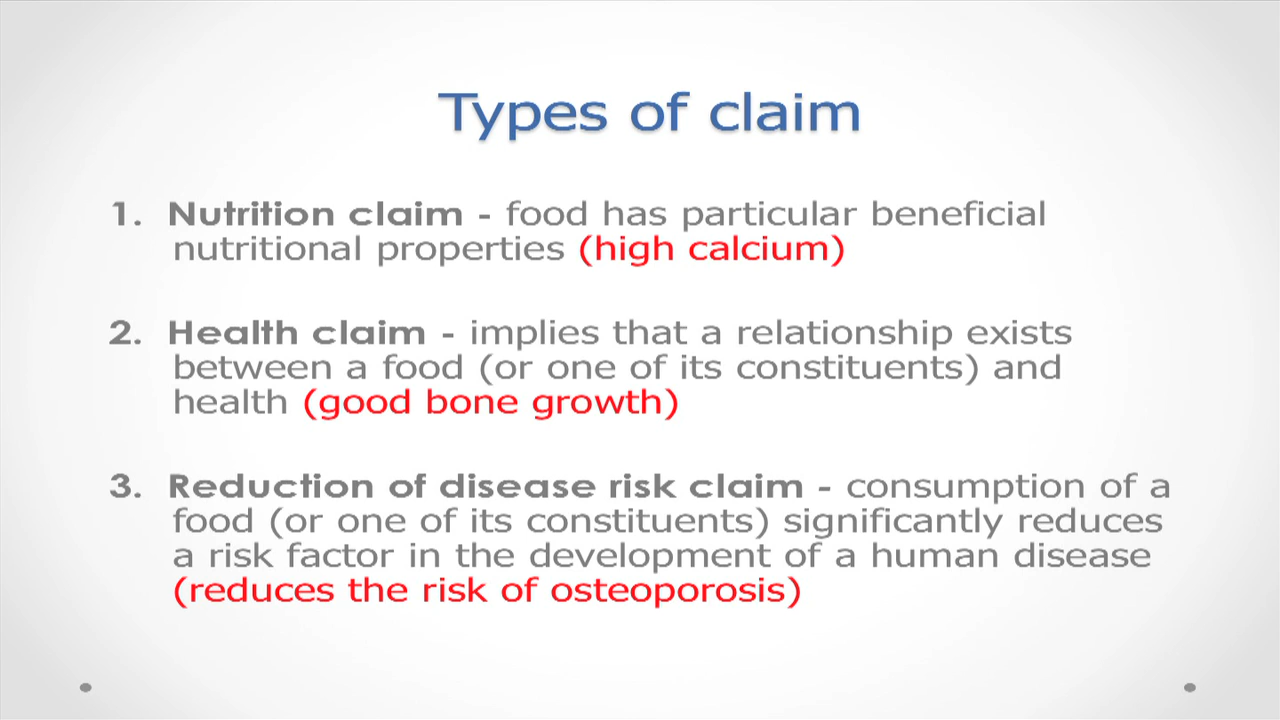 Types of claim
1. Nutrition claim - food has particular beneficial
nutritional properties (high calcium)
2. Health claim - implies that a relationship exists
between a food (or one of its constituents) and
health (good bone growth)
3. Reduction of disease risk claim - consumption of a
food (or one of its constituents) significantly reduces
a risk factor in the development of a human disease
(reduces the risk of osteoporosis)